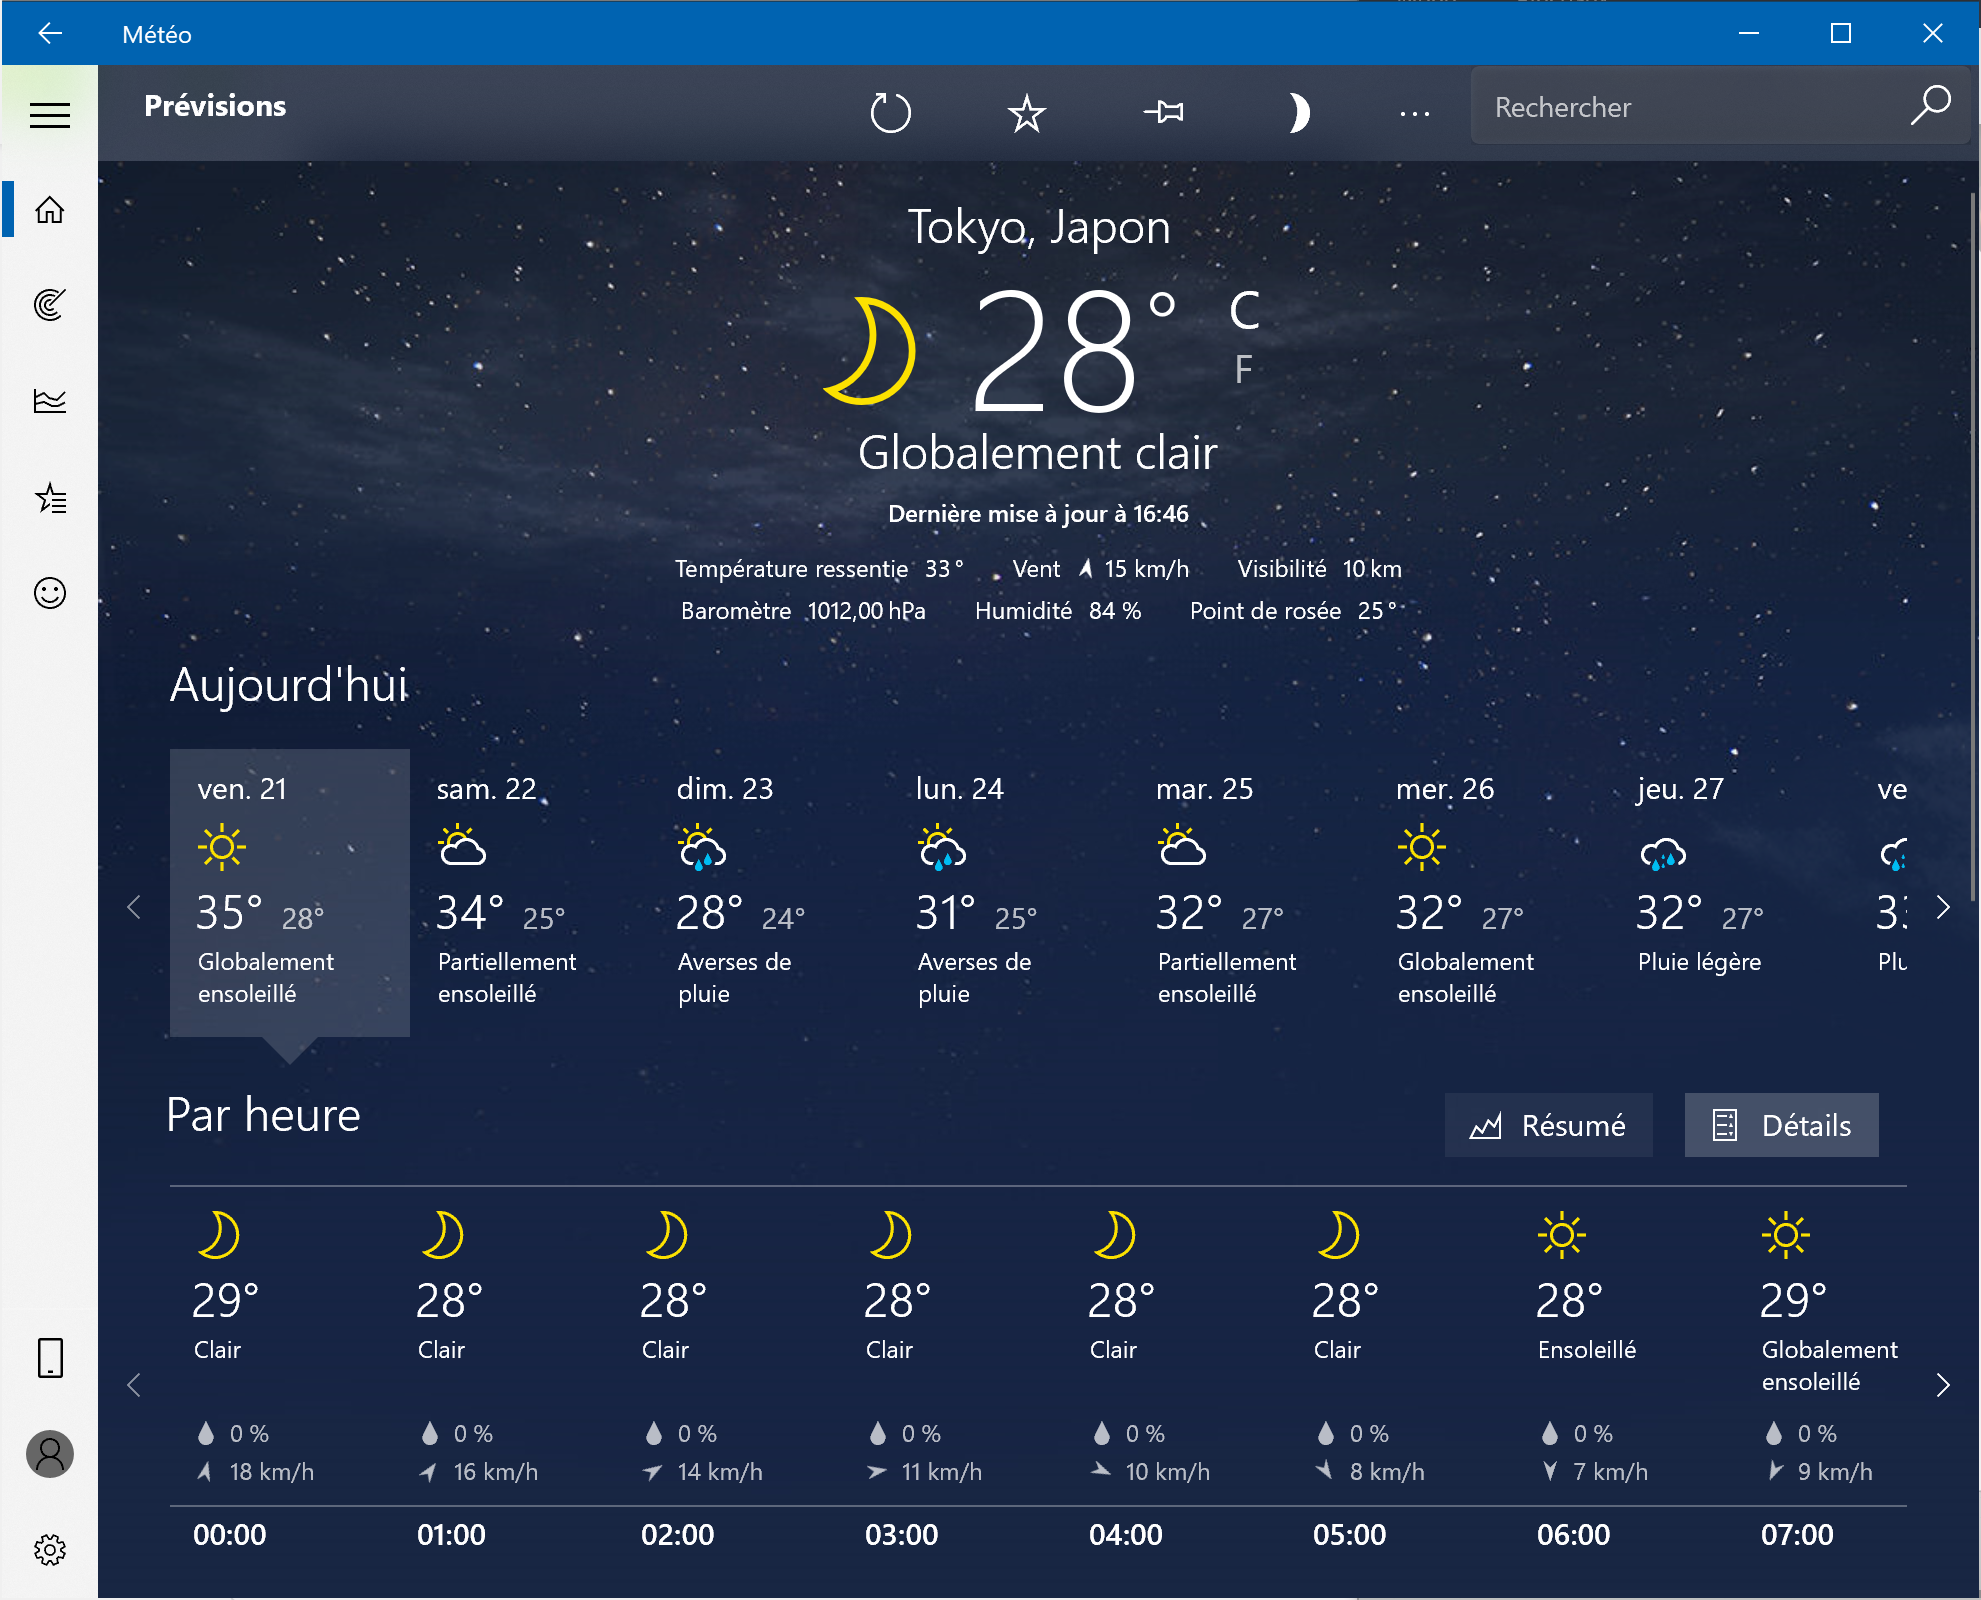 Météo
Prévisions
...
Rechercher
Tokyo, Japon
28° C
F
Globalement clair
Dernière mise à jour à 16:46
Température ressentie 33° Vent 15 km/h Visibilité 10 km
Baromètre 1012,00 hPa Humidité 84 % Point de rosée 25°
Aujourd'hui
ven. 21 sam. 22 dim. 23 lun. 24 mar. 25 mer. 26 jeu. 27 ve
35° 28° 34° 25° 28° 24° 31° 25° 32° 27° 32° 27° 32° 27°
Globalement Partiellement Averses de Averses de Partiellement Globalement Pluie légère Plu
ensoleillé ensoleillé pluie pluie ensoleillé ensoleillé
Par heure
Résumé Détails
29° 28° 28° 28° 28° 28° 28° 29°
Clair Clair Clair Clair Clair Clair Ensoleillé Globalement
ensoleillé
0 % 0 % 0 % 0 % 0 % 0 % 0 % 0 %
18 km/h 16 km/h 14 km/h 11 km/h 10 km/h 8 km/h 7 km/h 9 km/h
00:00 01:00 02:00 03:00 04:00 05:00 06:00 07:00